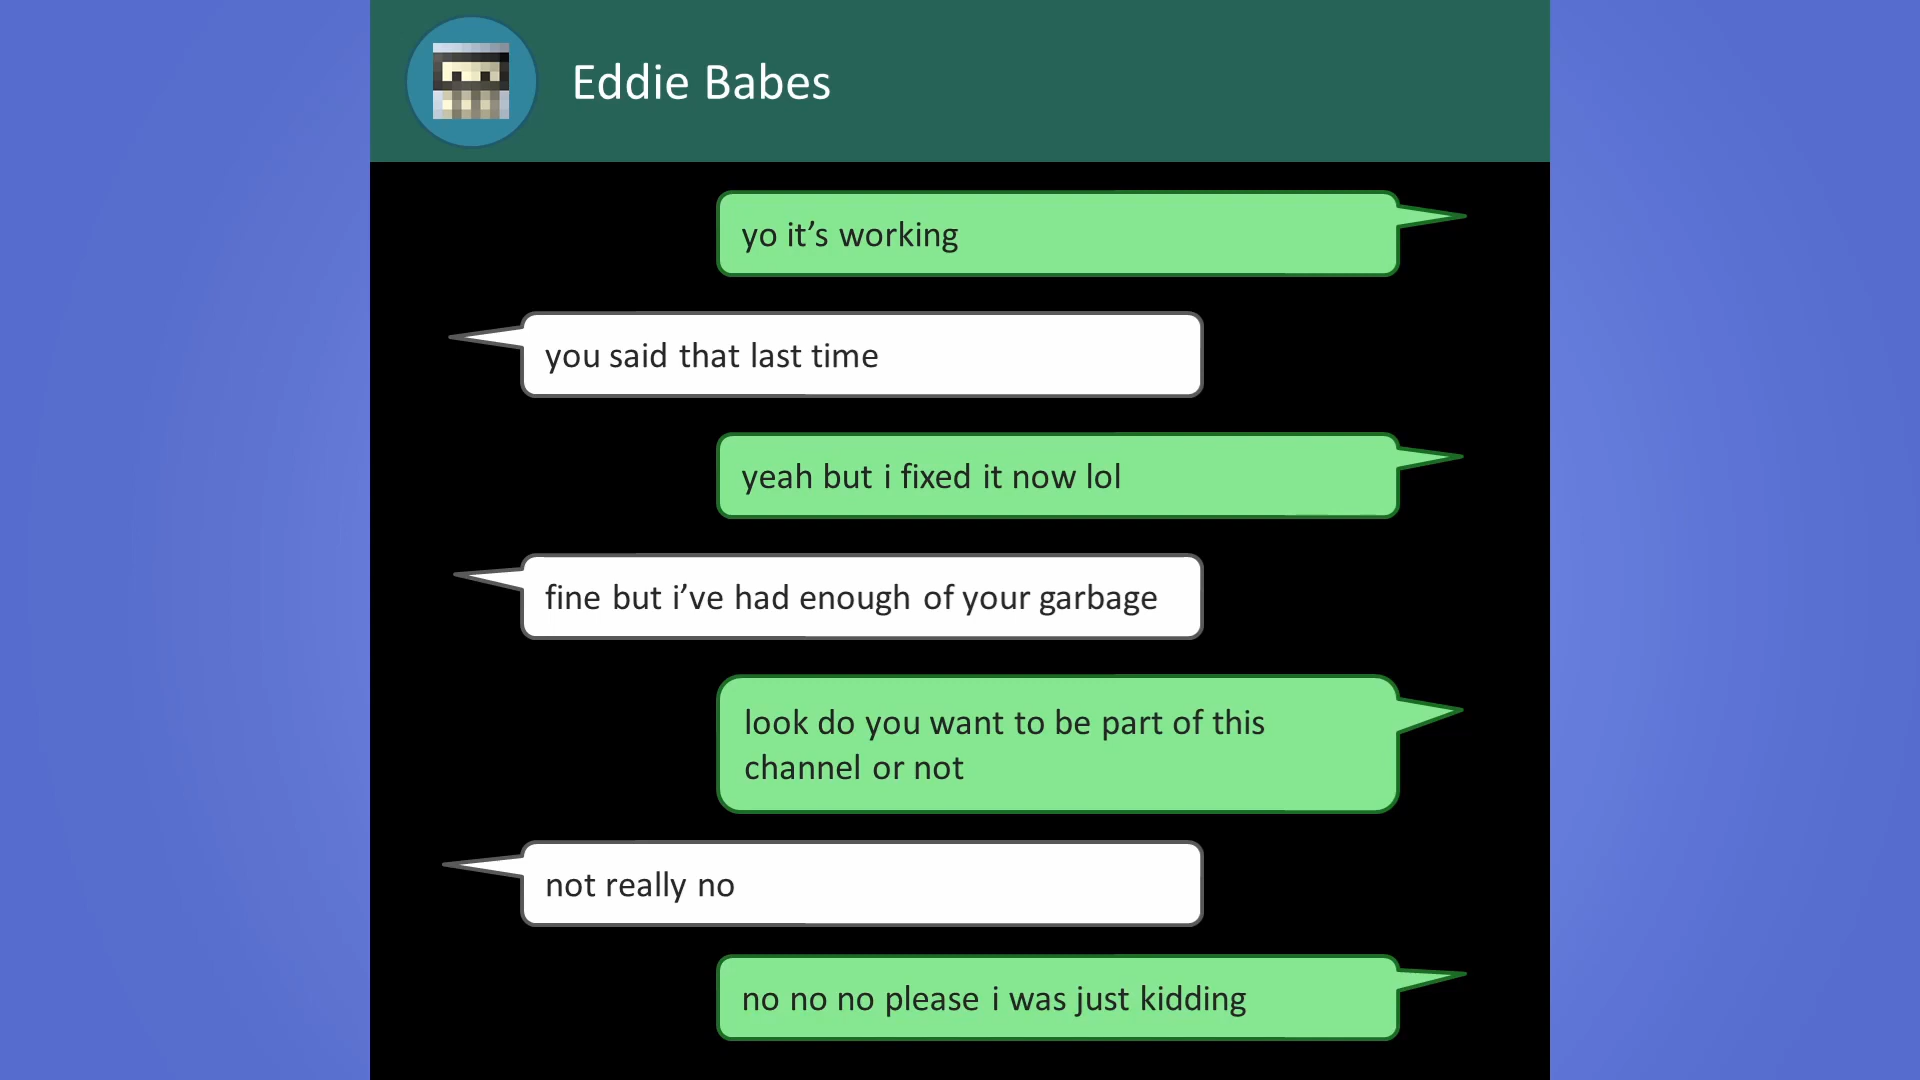 Eddie Babes
yo it’s working
you said that last time
yeah but i fixed it now lol
fine but i’ve had enough of your garbage
look do you want to be part of this
channel or not
not really no
no no no please i was just kidding